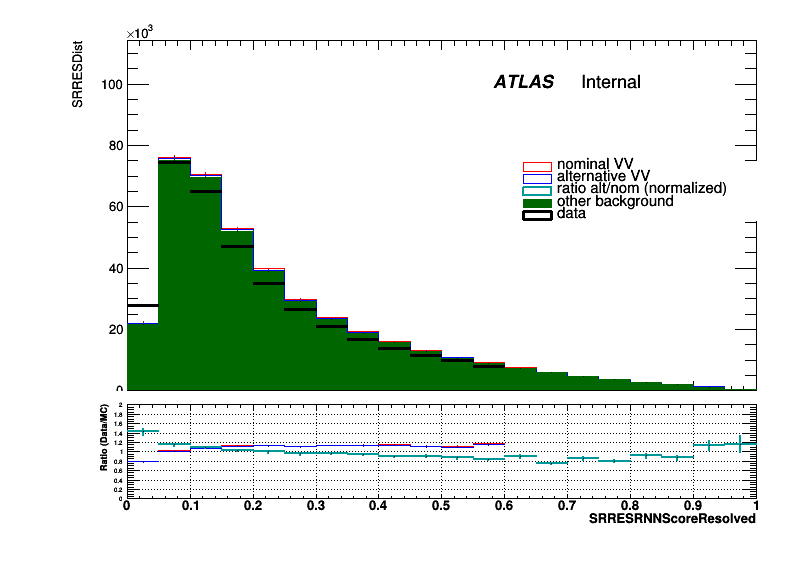 ×10³
SRRESDist
100
80
60
40
20
0
ATLAS Internal
nominal VV
alternative VV
ratio alt/nom (normalized)
other background
data
Ratio (Data/MC)
2
1.8
1.6
1.4
1.2
1
0.8
0.6
0.4
0.2
0
0 0.1 0.2 0.3 0.4 0.5 0.6 0.7 0.8 0.9 1
SRRESRNNScoreResolved